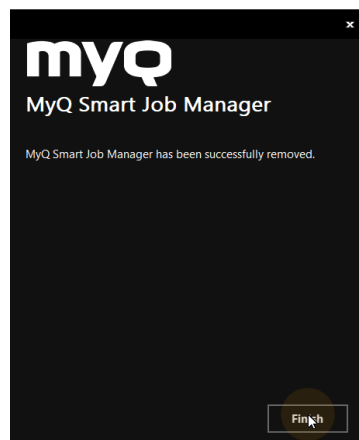 myQ
MyQ Smart Job Manager
MyQ Smart Job Manager has been successfully removed.
Finish